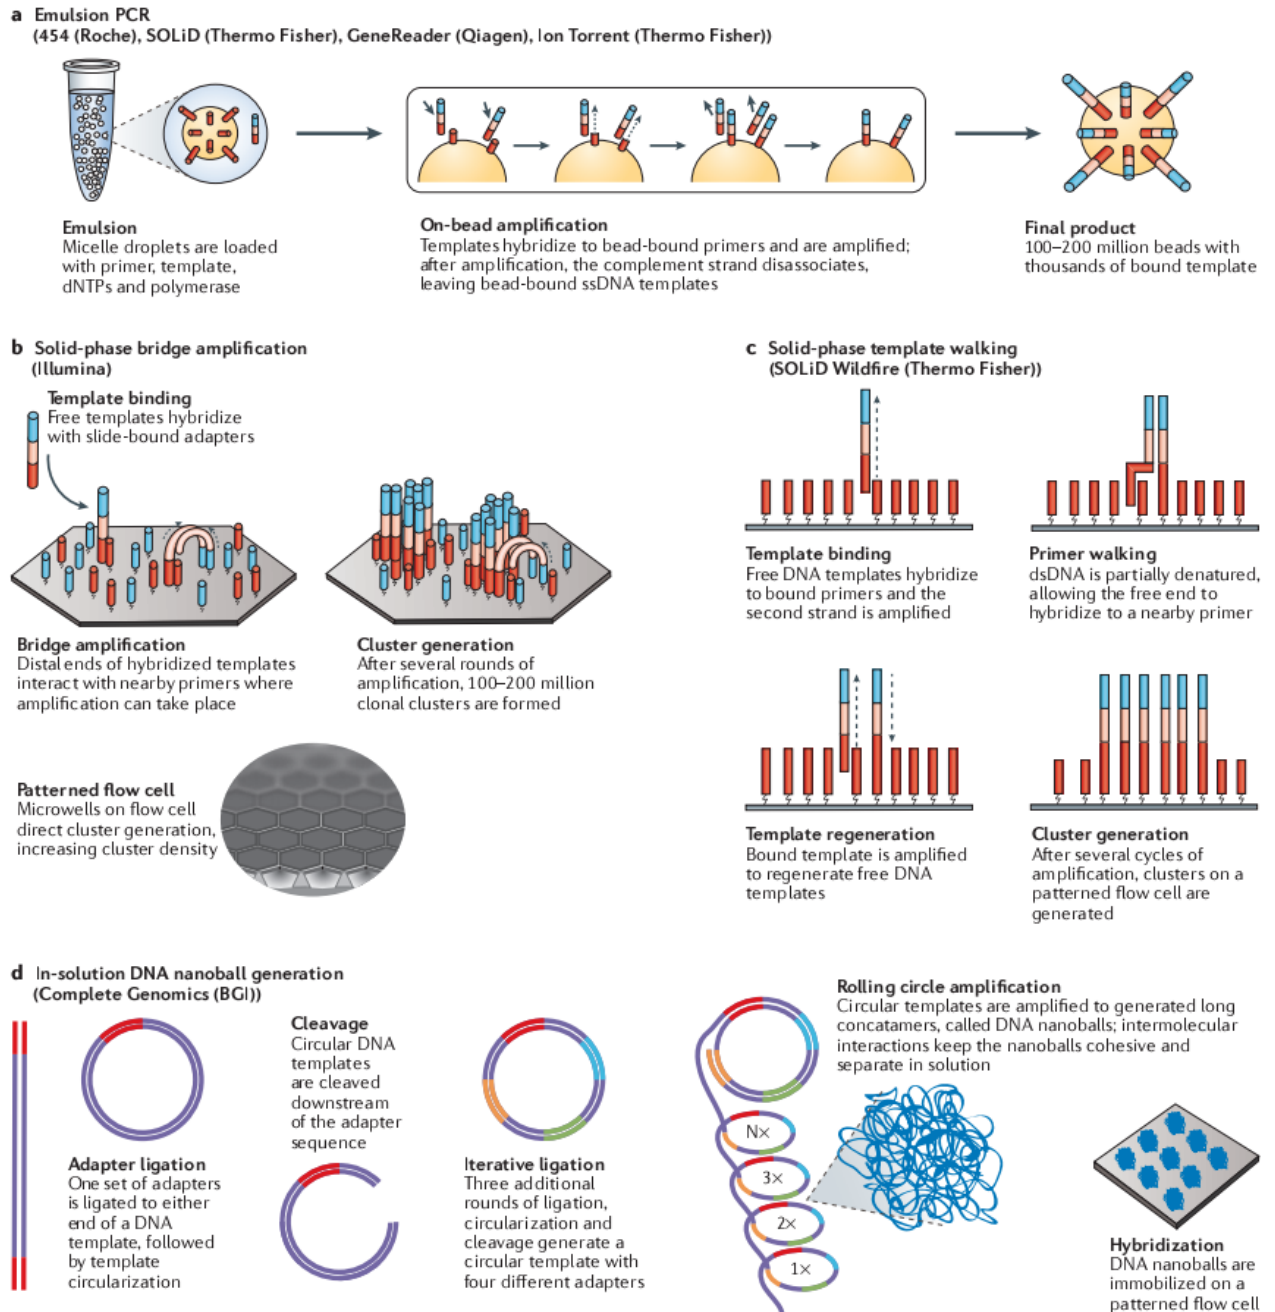 a Emulsion PCR
(454 (Roche), SOLiD (Thermo Fisher), GeneReader (Qiagen), Ion Torrent (Thermo Fisher))
Emulsion
Micelle droplets are loaded
with primer, template,
dNTPs and polymerase
On-bead amplification
Templates hybridize to bead-bound primers and are amplified;
after amplification, the complement strand disassociates,
leaving bead-bound ssDNA templates
Final product
100–200 million beads with
thousands of bound template
b Solid-phase bridge amplification
(Illumina)
Template binding
Free templates hybridize
with slide-bound adapters
Bridge amplification
Distal ends of hybridized templates
interact with nearby primers where
amplification can take place
Cluster generation
After several rounds of
amplification, 100–200 million
clonal clusters are formed
Patterned flow cell
Microwells on flow cell
direct cluster generation,
increasing cluster density
c Solid-phase template walking
(SOLiD Wildfire (Thermo Fisher))
Template binding
Free DNA templates hybridize
to bound primers and the
second strand is amplified
Primer walking
dsDNA is partially denatured,
allowing the free end to
hybridize to a nearby primer
Template regeneration
Bound template is amplified
to regenerate free DNA
templates
Cluster generation
After several cycles of
amplification, clusters on a
patterned flow cell are
generated
d In-solution DNA nanoball generation
(Complete Genomics (BGI))
Adapter ligation
One set of adapters
is ligated to either
end of a DNA
template, followed
by template
circularization
Cleavage
Circular DNA
templates
are cleaved
downstream
of the adapter
sequence
Iterative ligation
Three additional
rounds of ligation,
circularization and
cleavage generate a
circular template with
four different adapters
Rolling circle amplification
Circular templates are amplified to generated long
concatamers, called DNA nanoballs; intermolecular
interactions keep the nanoballs cohesive and
separate in solution
N×
3×
2×
1×
Hybridization
DNA nanoballs are
immobilized on a
patterned flow cell